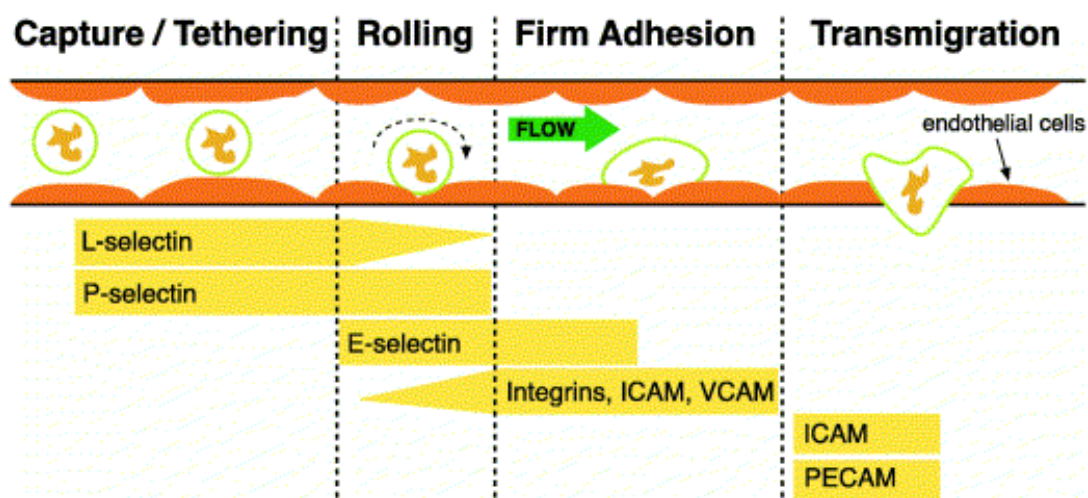 Capture / Tethering
Rolling
Firm Adhesion
Transmigration
FLOW
endothelial cells
L-selectin
P-selectin
E-selectin
Integrins, ICAM, VCAM
ICAM
PECAM